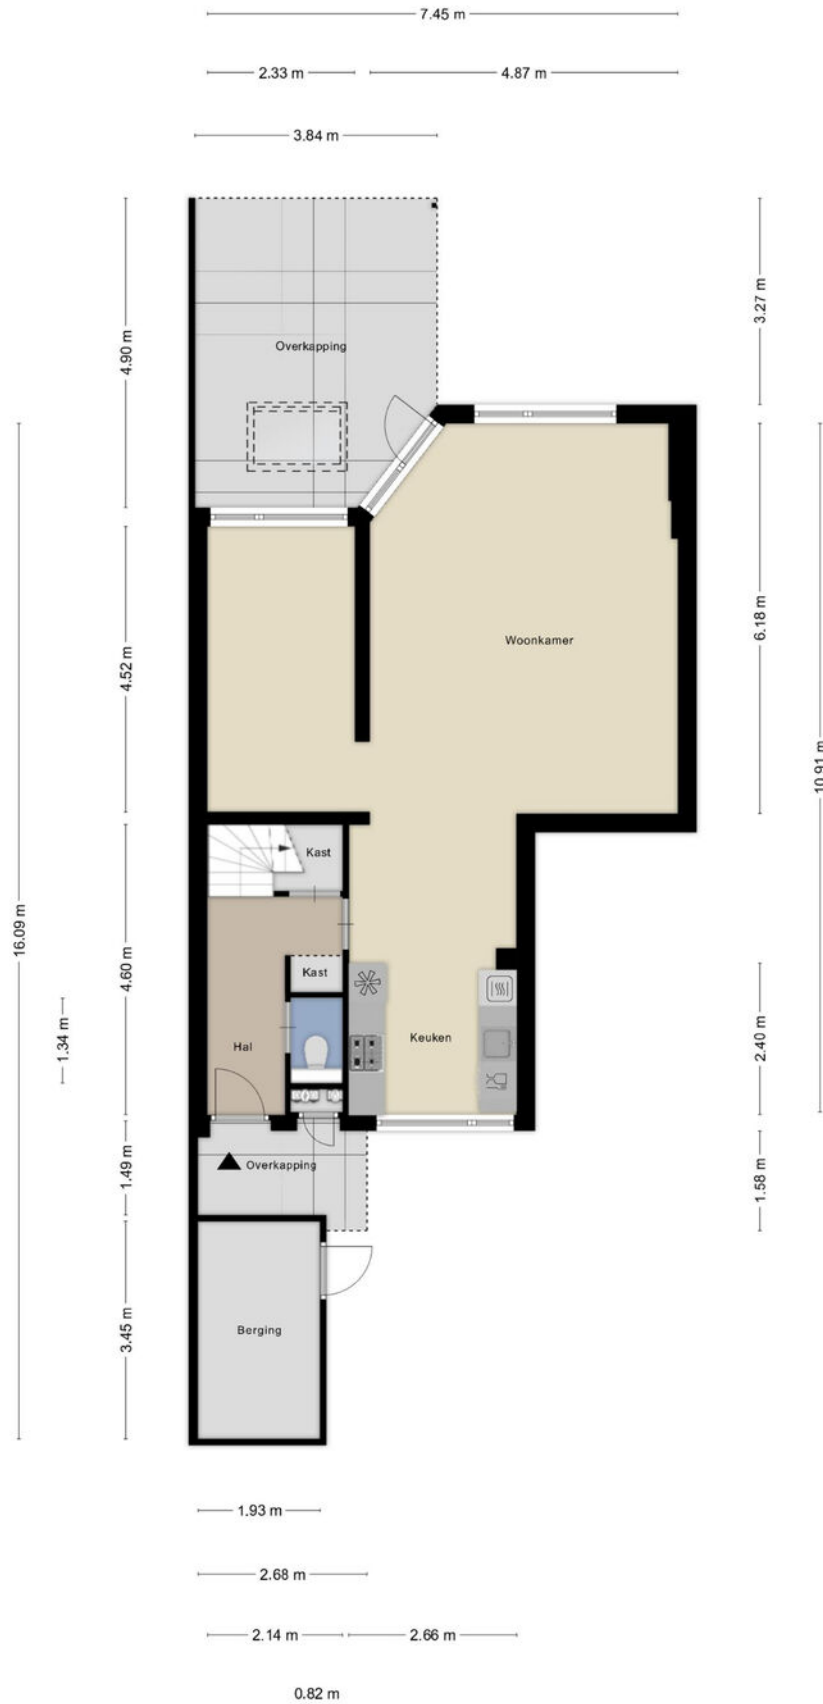 7.45 m
2.33 m
4.87 m
3.84 m
4.90 m
3.27 m
Overkapping
4.52 m
Woonkamer
6.18 m
10.91 m
Kast
16.09 m
4.60 m
Kast
1.34 m
Hal
Keuken
2.40 m
1.49 m
Overkapping
1.58 m
3.45 m
Berging
1.93 m
2.68 m
2.14 m
2.66 m
0.82 m